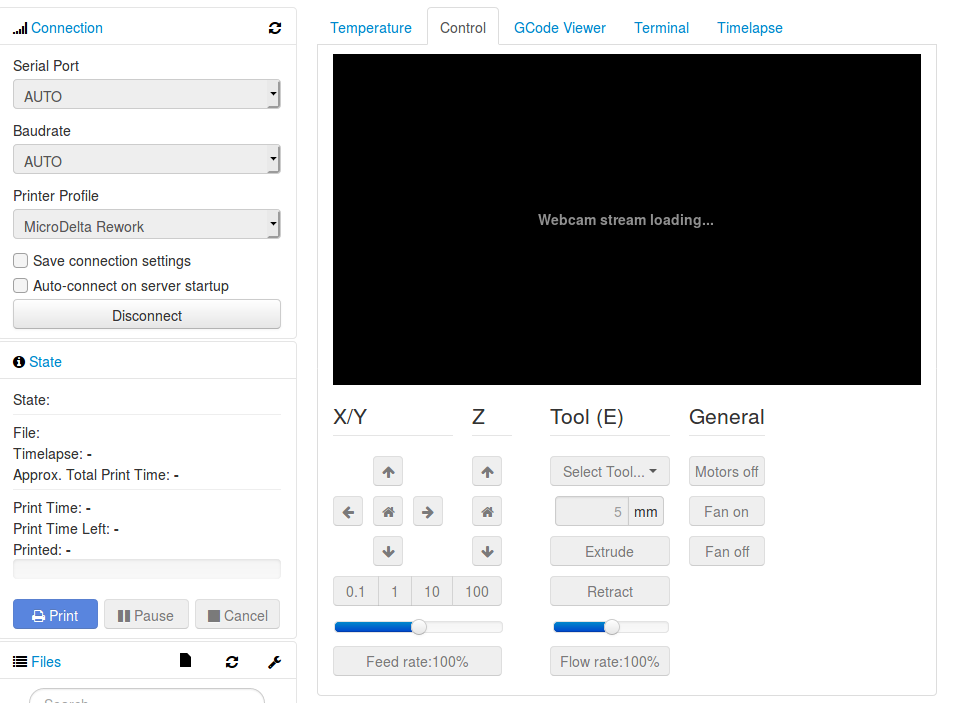 Connection
Serial Port
AUTO
Baudrate
AUTO
Printer Profile
MicroDelta Rework
Save connection settings
Auto-connect on server startup
Disconnect
State
State:
File:
Timelapse: -
Approx. Total Print Time: -
Print Time: -
Print Time Left: -
Printed: -
Print Pause Cancel
Files
Search...
Temperature Control GCode Viewer Terminal Timelapse
Webcam stream loading...
X/Y Z Tool (E) General
Select Tool... Motors off
5 mm Fan on
Extrude Fan off
0.1 1 10 100 Retract
Feed rate:100% Flow rate:100%